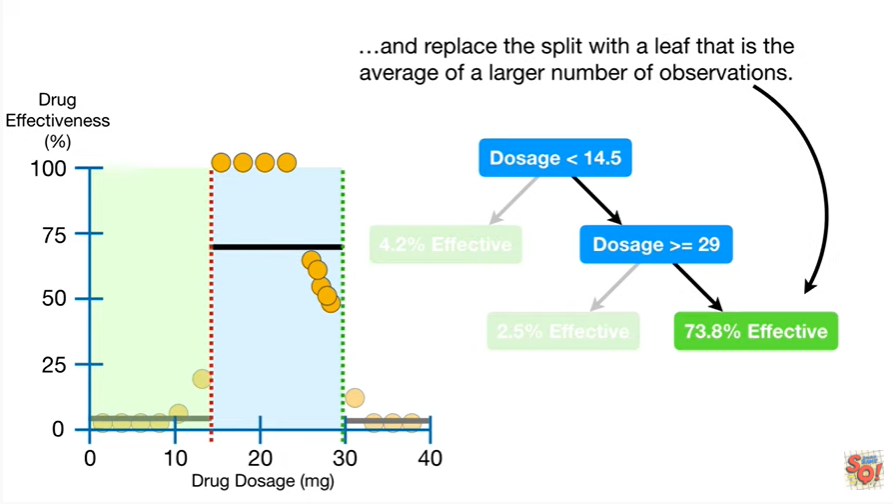 …and replace the split with a leaf that is the
average of a larger number of observations.
Drug
Effectiveness
(%)
100
75
50
25
0
0
10
20
30
40
Drug Dosage (mg)
Dosage < 14.5
4.2% Effective
Dosage >= 29
2.5% Effective
73.8% Effective
SQ!